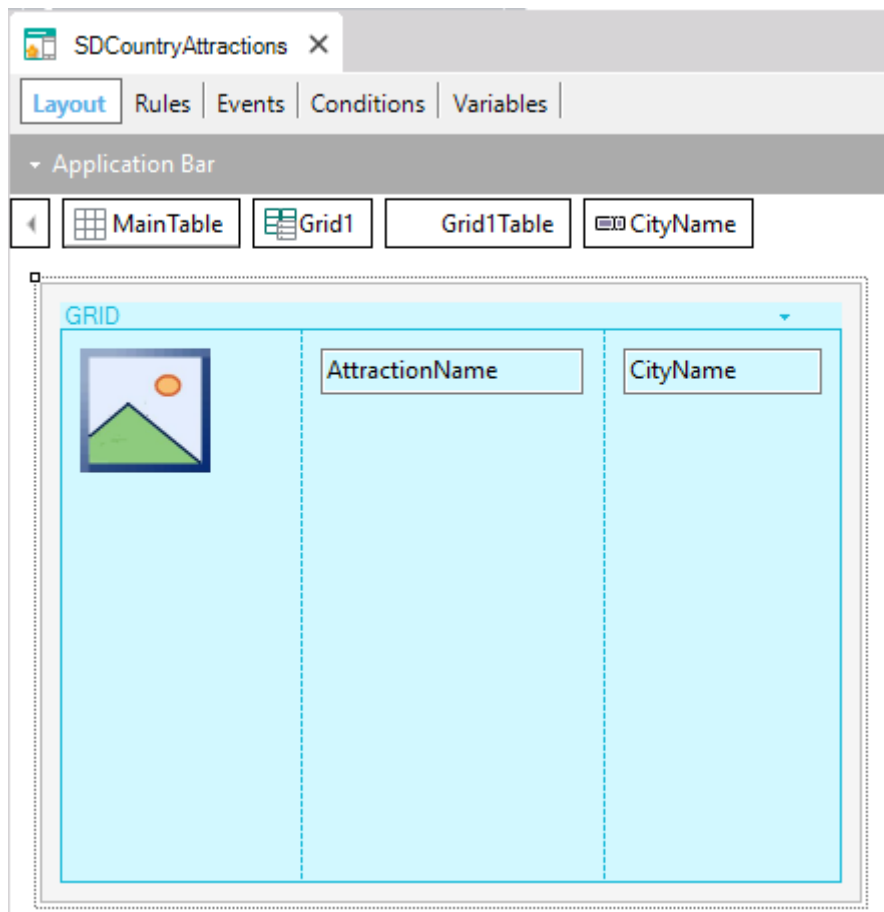 SDCountryAttractions
Layout Rules Events Conditions Variables
Application Bar
MainTable Grid1 Grid1Table CityName
GRID
AttractionName CityName